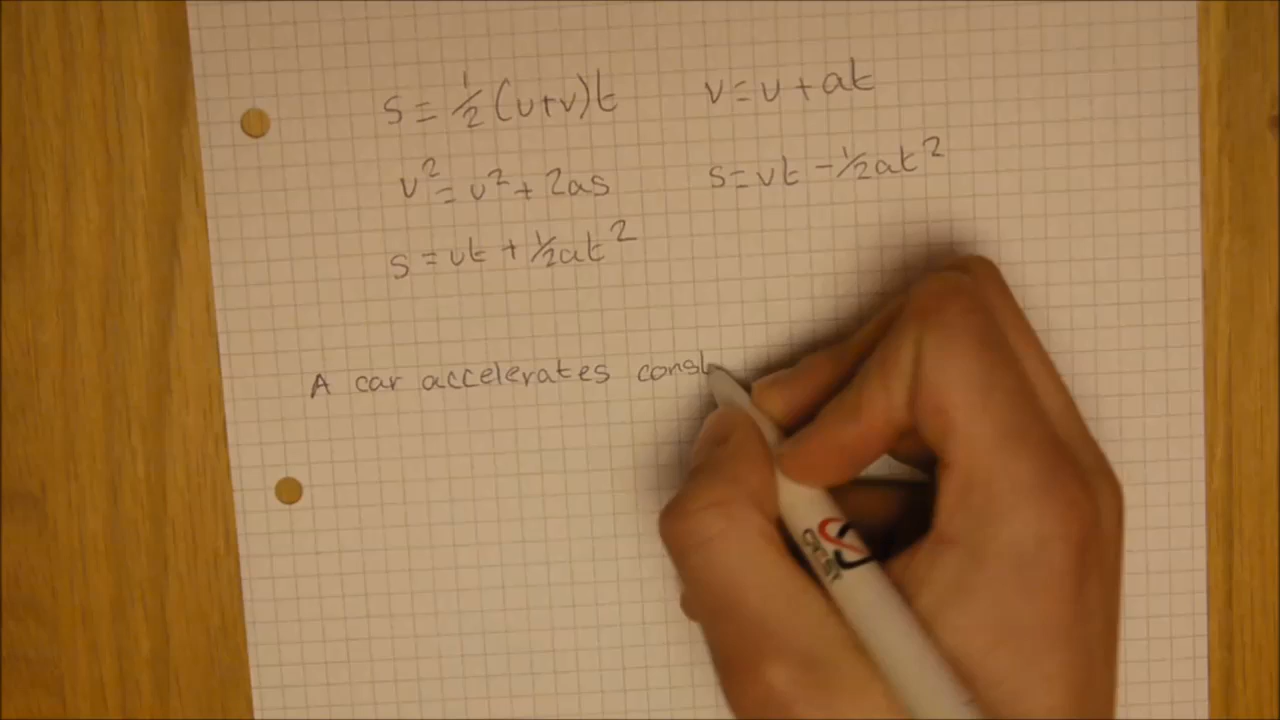 s = ½ (u+v)t
v = u + at
v² = u² + 2as
s = vt - ½at²
s = ut + ½at²
A car accelerates const